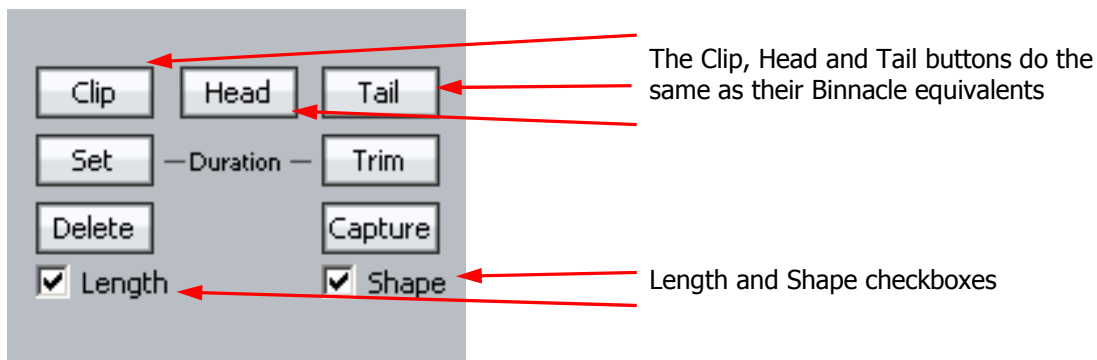 The Clip, Head and Tail buttons do the
same as their Binnacle equivalents
Clip Head Tail
Set Duration Trim
Delete Capture
Length Shape
Length and Shape checkboxes